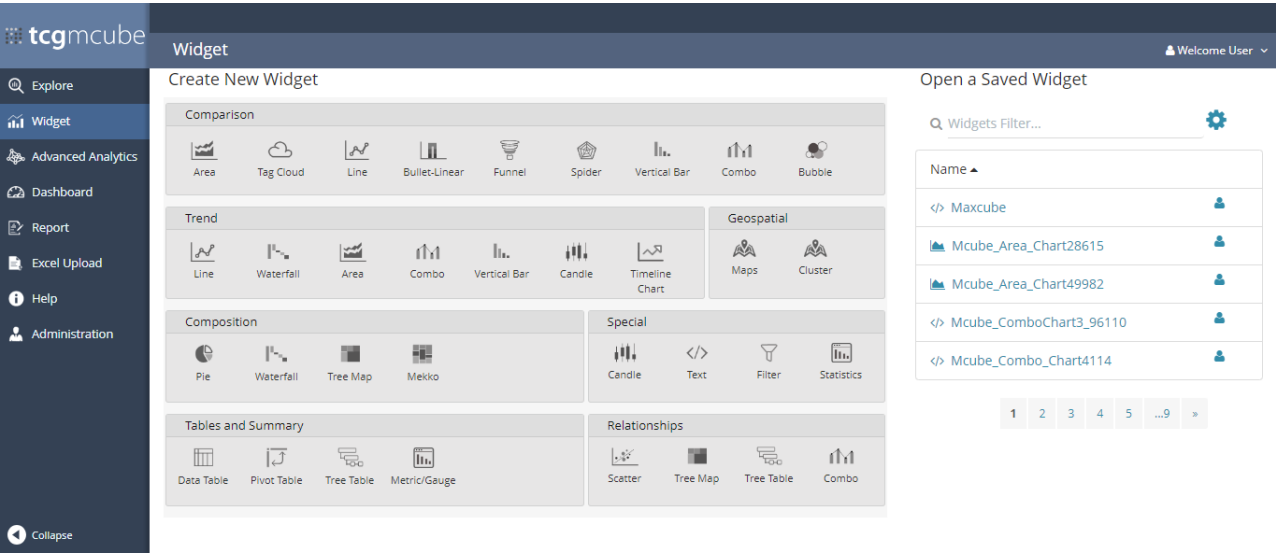 tcgmcube
Widget
Welcome User
Explore
Widget
Advanced Analytics
Dashboard
Report
Excel Upload
Help
Administration
Collapse
Create New Widget
Comparison
Area Tag Cloud Line Bullet-Linear Funnel Spider Vertical Bar Combo Bubble
Trend
Line Waterfall Area Combo Vertical Bar Candle Timeline
Chart
Geospatial
Maps Cluster
Composition
Pie Waterfall Tree Map Mekko
Special
Candle Text Filter Statistics
Tables and Summary
Data Table Pivot Table Tree Table Metric/Gauge
Relationships
Scatter Tree Map Tree Table Combo
Open a Saved Widget
Widgets Filter...
Name
</> Maxcube
Mcube_Area_Chart28615
Mcube_Area_Chart49982
</> Mcube_ComboChart3_96110
</> Mcube_Combo_Chart4114
1 2 3 4 5 ...9 »